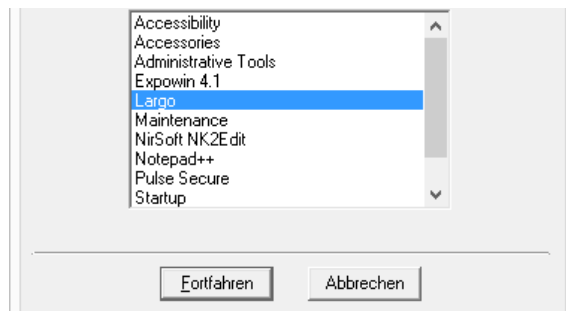 Accessibility
Accessories
Administrative Tools
Expowin 4.1
Largo
Maintenance
NirSoft NK2Edit
Notepad++
Pulse Secure
Startup
Fortfahren Abbrechen